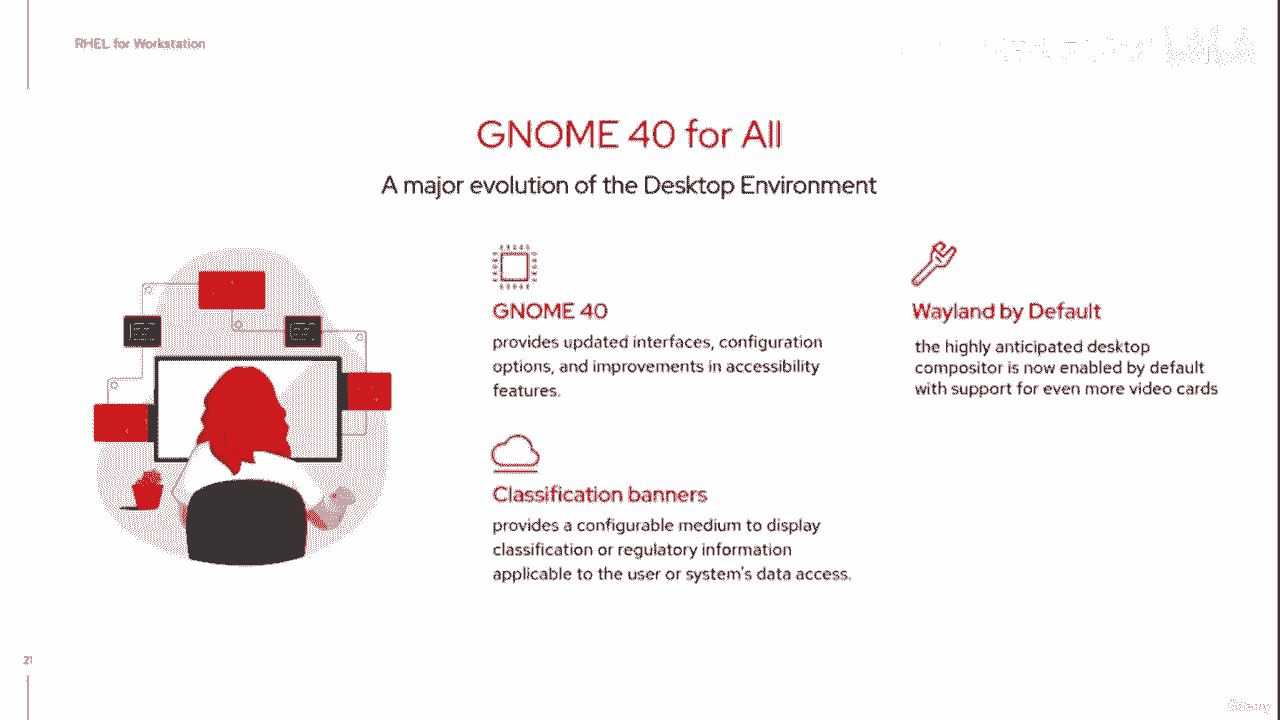 RHEL for Workstation
GNOME 40 for All
A major evolution of the Desktop Environment
GNOME 40
provides updated interfaces, configuration
options, and improvements in accessibility
features.
Wayland by Default
the highly anticipated desktop
compositor is now enabled by default
with support for even more video cards
Classification banners
provides a configurable medium to display
classification or regulatory information
applicable to the user or system's data access.
21